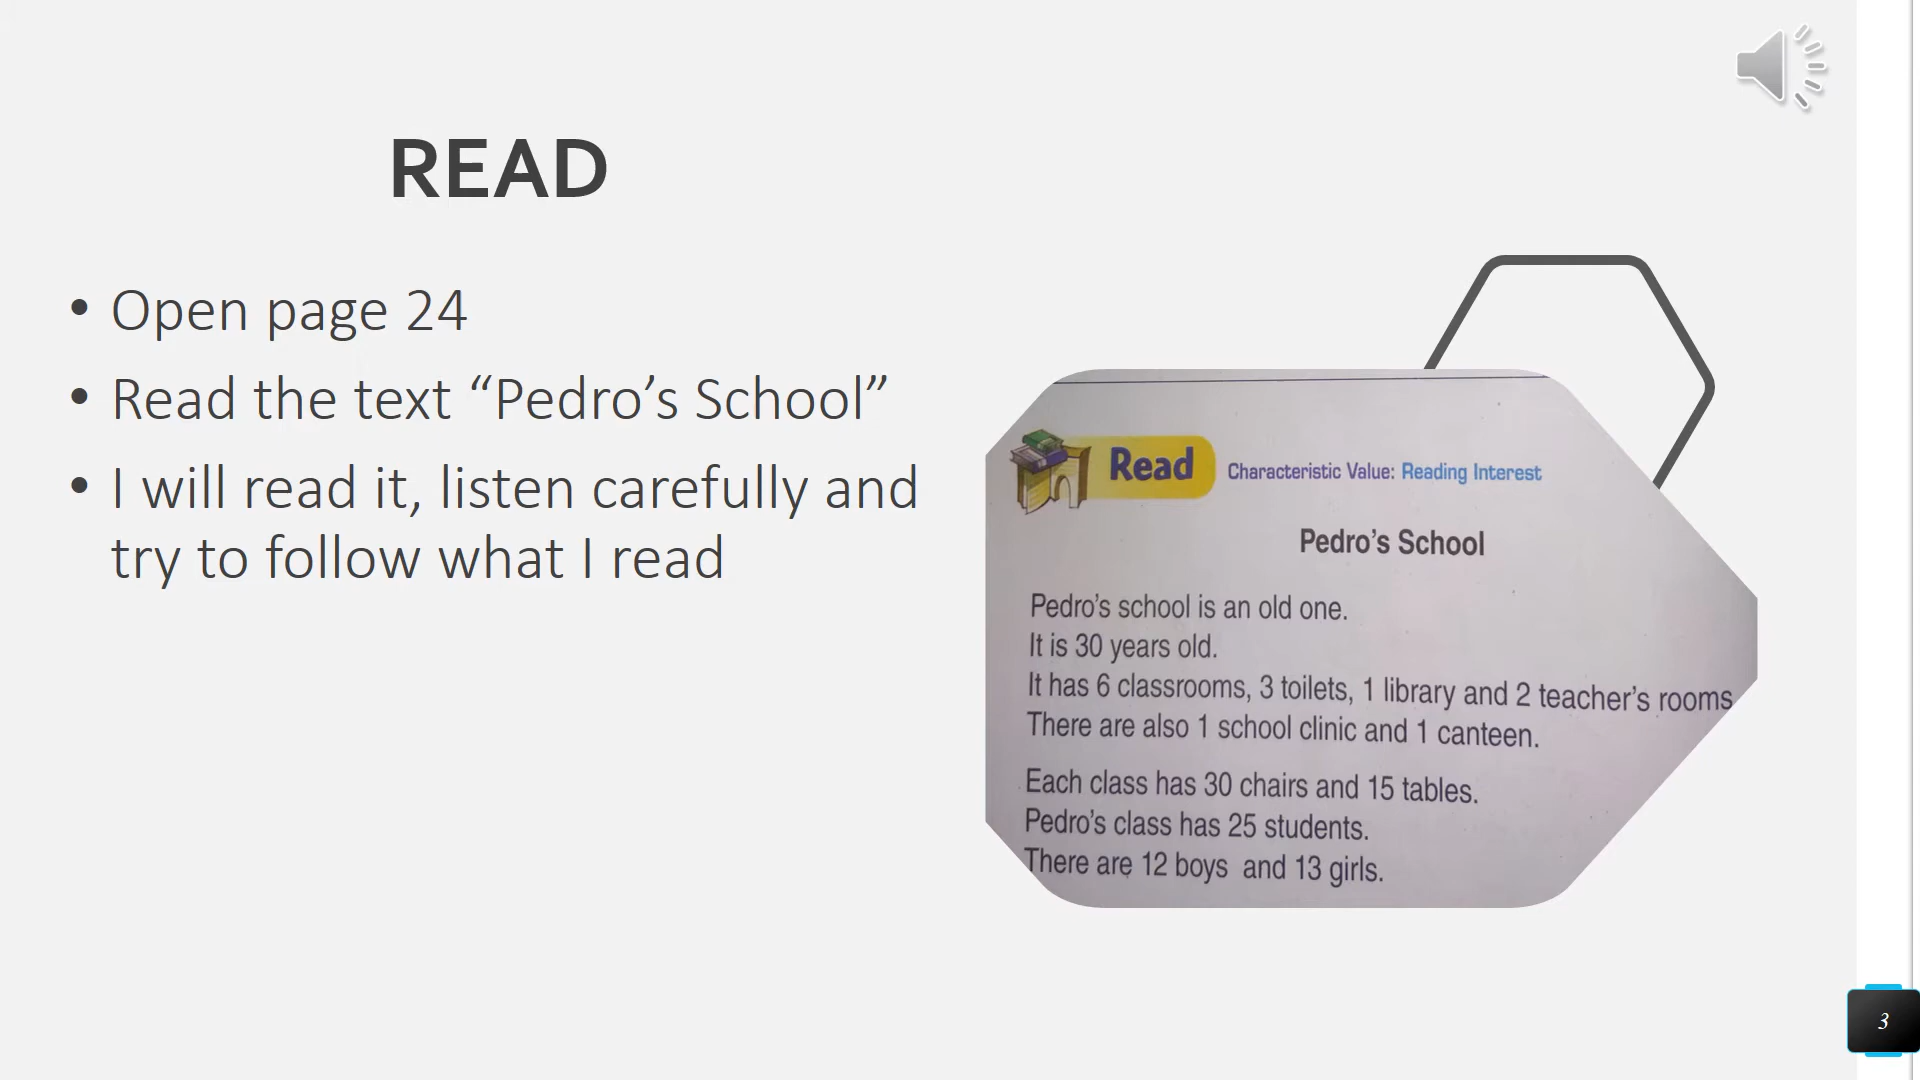 READ
• Open page 24
• Read the text “Pedro’s School”
• I will read it, listen carefully and
try to follow what I read
Read Characteristic Value: Reading Interest
Pedro’s School
Pedro’s school is an old one.
It is 30 years old.
It has 6 classrooms, 3 toilets, 1 library and 2 teacher’s rooms
There are also 1 school clinic and 1 canteen.
Each class has 30 chairs and 15 tables.
Pedro’s class has 25 students.
There are 12 boys and 13 girls.
3